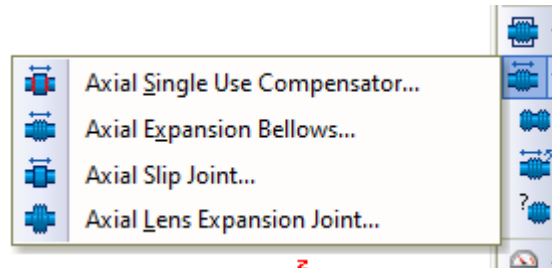 Axial Single Use Compensator...
Axial Expansion Bellows...
Axial Slip Joint...
Axial Lens Expansion Joint...
?